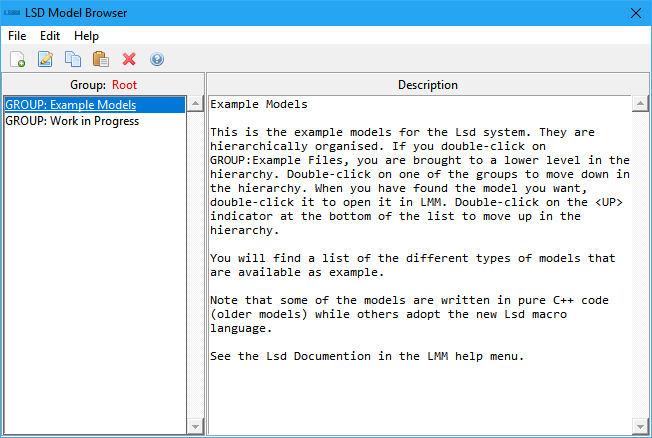 LSD Model Browser
File Edit Help
Group: Root
Description
GROUP: Example Models
GROUP: Work in Progress
Example Models
This is the example models for the Lsd system. They are
hierarchically organised. If you double-click on
GROUP:Example Files, you are brought to a lower level in the
hierarchy. Double-click on one of the groups to move down in
the hierarchy. When you have found the model you want,
double-click it to open it in LMM. Double-click on the <UP>
indicator at the bottom of the list to move up in the
hierarchy.
You will find a list of the different types of models that
are available as example.
Note that some of the models are written in pure C++ code
(older models) while others adopt the new Lsd macro
language.
See the Lsd Documention in the LMM help menu.